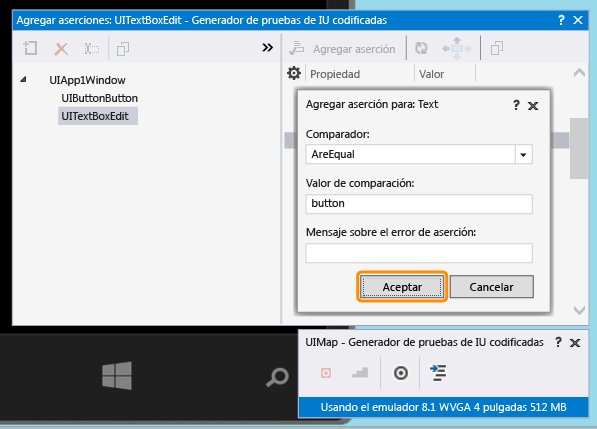 Agregar aserciones: UITextBoxEdit - Generador de pruebas de IU codificadas ? ×
» Agregar aserción
UIApp1Window
UIButtonButton
UITextBoxEdit
Propiedad Valor
Agregar aserción para: Text ? ×
Comparador:
AreEqual
Valor de comparación:
button
Mensaje sobre el error de aserción:
Aceptar Cancelar
UIMap - Generador de pruebas de IU codificadas ? ×
Usando el emulador 8.1 WVGA 4 pulgadas 512 MB